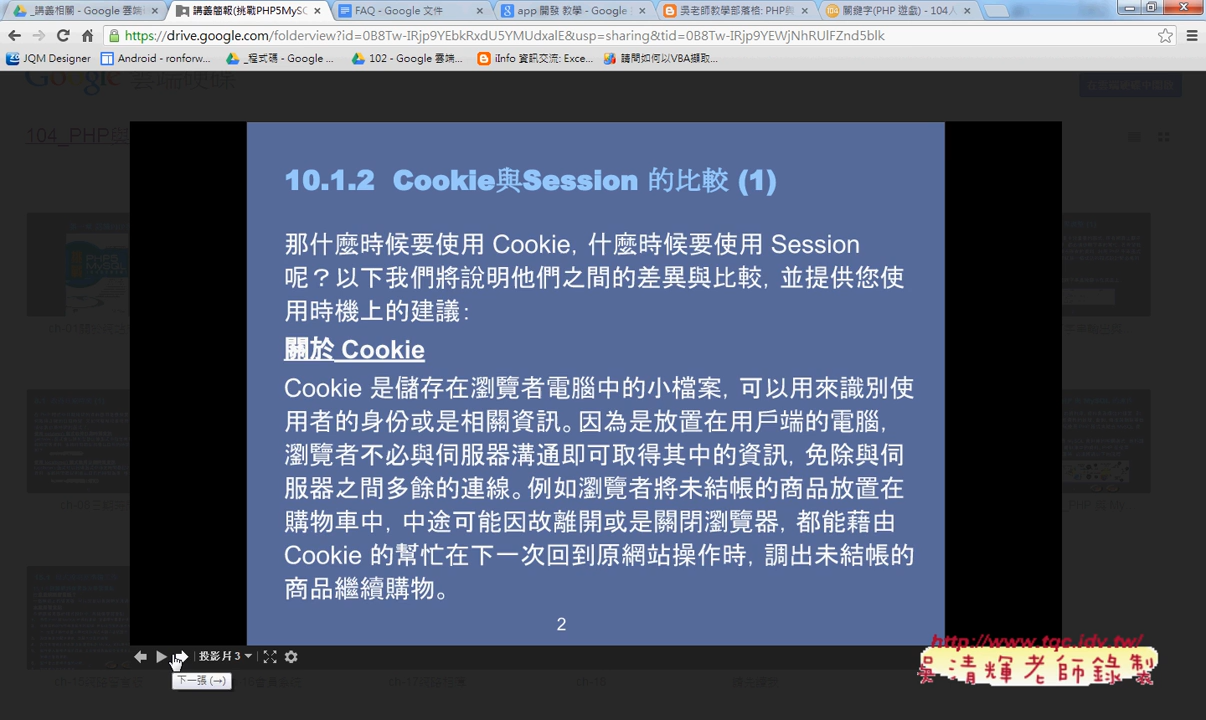 _講義相關 - Google 雲端
講義簡報(挑戰PHP5MySQ
FAQ - Google 文件
app 開發 教學 - Google
吳老師教學部落格: PHP與
關鍵字(PHP 遊戲) - 104人
https://drive.google.com/folderview?id=0B8Tw-IRjp9YEbkRxdU5YMUdxalE&usp=sharing&tid=0B8Tw-IRjp9YEWjNhRUlFZnd5blk
JQM Designer
Android - ronforw...
_程式碼 - Google ...
102 - Google 雲端...
iInfo 資訊交流: Exce...
請問如何以VBA擷取...
Google 雲端硬碟
104_PHP與
10.1.2 Cookie與Session 的比較 (1)
那什麼時候要使用 Cookie, 什麼時候要使用 Session
呢？以下我們將說明他們之間的差異與比較, 並提供您使
用時機上的建議：
關於 Cookie
Cookie 是儲存在瀏覽者電腦中的小檔案, 可以用來識別使
用者的身份或是相關資訊。因為是放置在用戶端的電腦,
瀏覽者不必與伺服器溝通即可取得其中的資訊, 免除與伺
服器之間多餘的連線。例如瀏覽者將未結帳的商品放置在
購物車中, 中途可能因故離開或是關閉瀏覽器, 都能藉由
Cookie 的幫忙在下一次回到原網站操作時, 調出未結帳的
商品繼續購物。
2
投影片 3
下一張 (→)
http://www.tqc.idv.tw/
吳清輝老師錄製